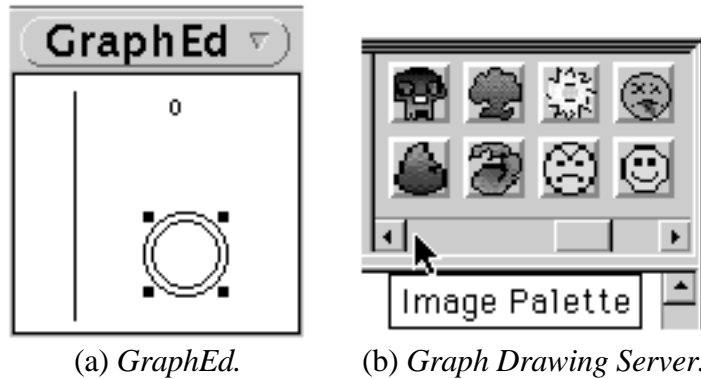 GraphEd
0
Image Palette
(a) GraphEd.
(b) Graph Drawing Server.